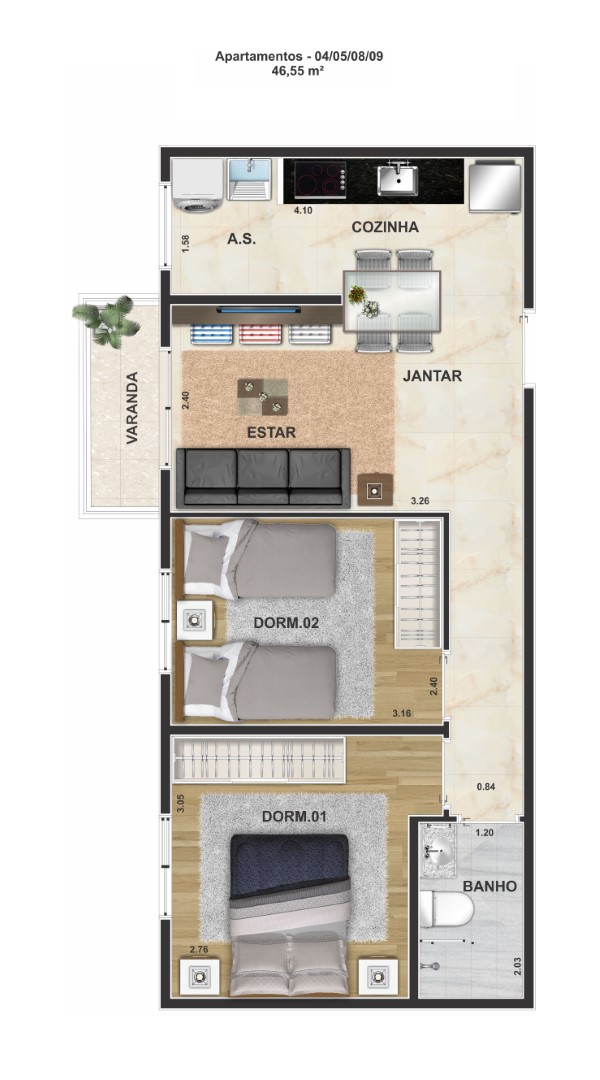 Apartamentos - 04/05/08/09
46,55 m²
4.10
COZINHA
A.S.
1.58
JANTAR
VARANDA
2.40
ESTAR
3.26
DORM.02
2.40
3.16
0.84
3.05
DORM.01
1.20
BANHO
2.76
2.03